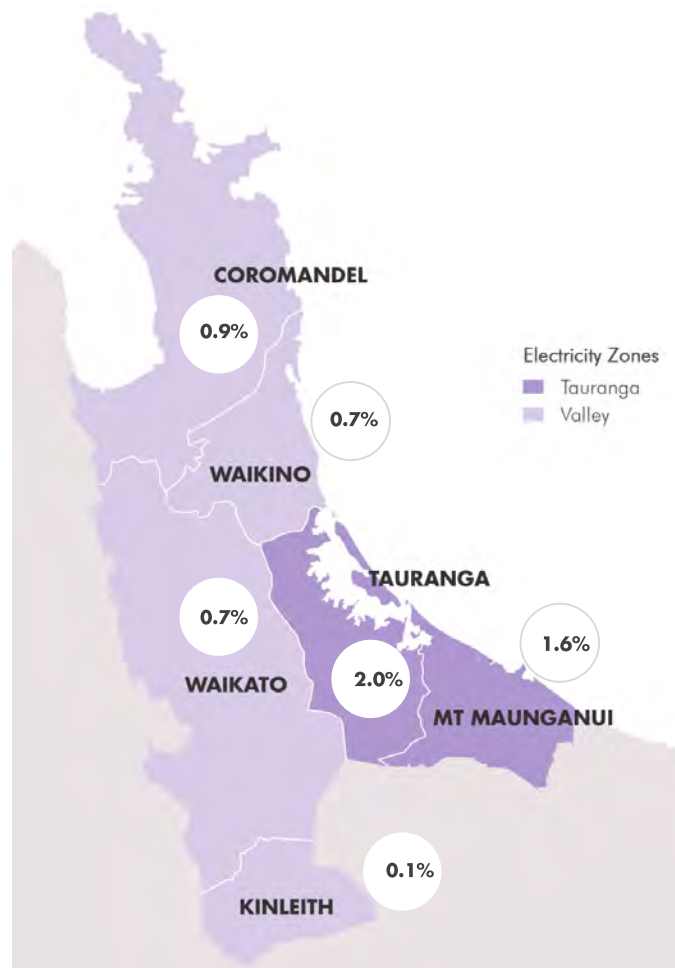 COROMANDEL
0.9%
Electricity Zones
Tauranga
Valley
0.7%
WAIKINO
TAURANGA
0.7%
1.6%
WAIKATO
2.0%
MT MAUNGANUI
0.1%
KINLEITH